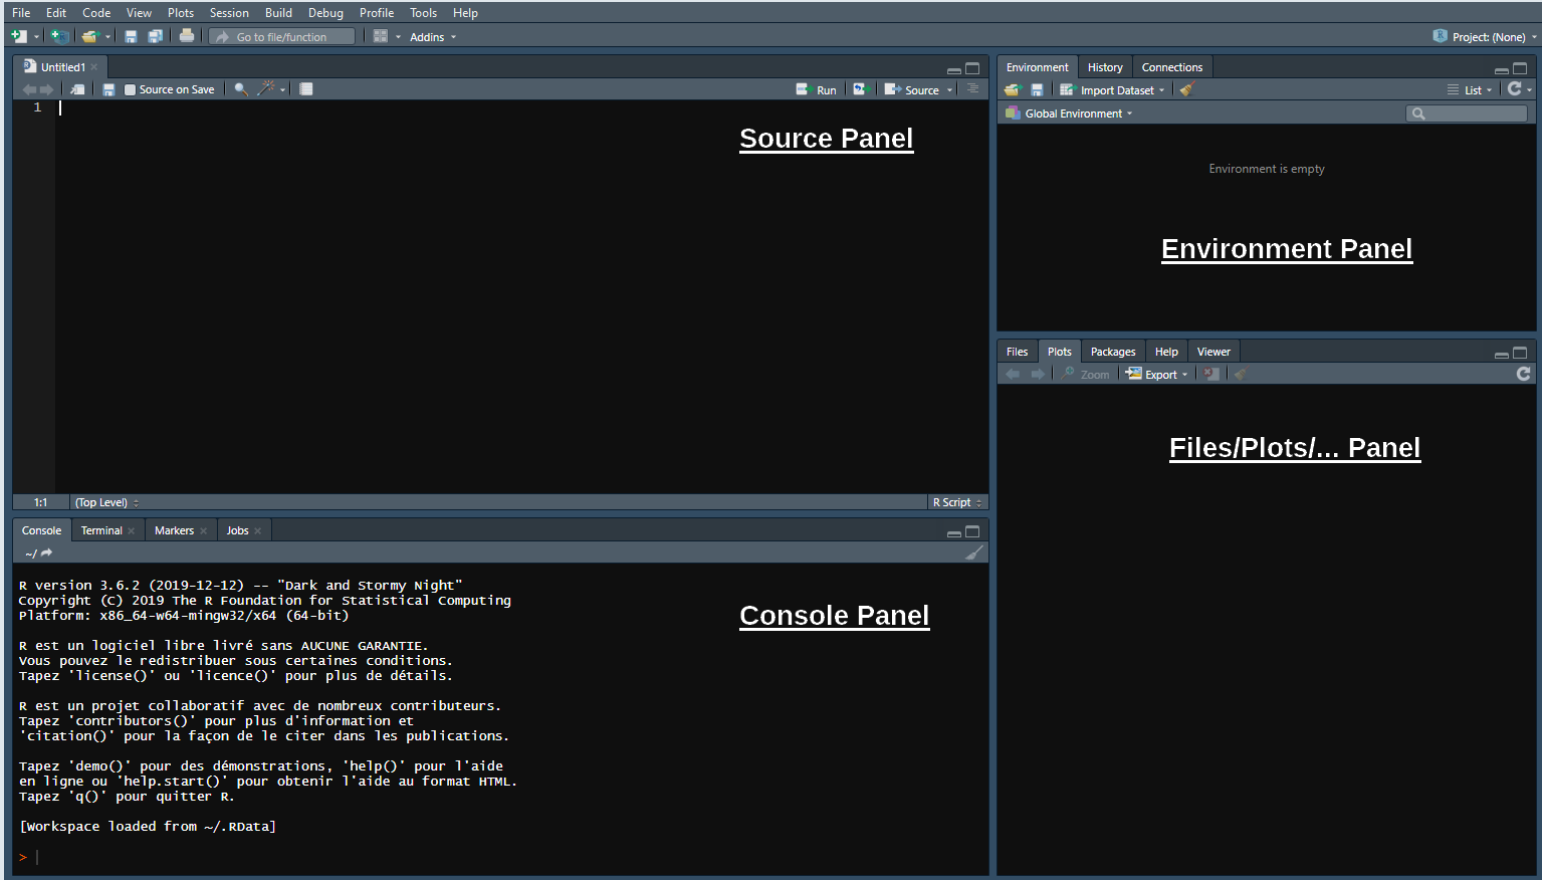 File Edit Code View Plots Session Build Debug Profile Tools Help
Go to file/function Addins Project: (None)
Untitled1
Source on Save Run Source
1
Source Panel
1:1 (Top Level) R Script
Console Terminal Markers Jobs
~/
R version 3.6.2 (2019-12-12) -- "Dark and Stormy Night"
Copyright (C) 2019 The R Foundation for Statistical Computing
Platform: x86_64-w64-mingw32/x64 (64-bit)
R est un logiciel libre livré sans AUCUNE GARANTIE.
Vous pouvez le redistribuer sous certaines conditions.
Tapez 'license()' ou 'licence()' pour plus de détails.
R est un projet collaboratif avec de nombreux contributeurs.
Tapez 'contributors()' pour plus d'information et
'citation()' pour la façon de le citer dans les publications.
Tapez 'demo()' pour des démonstrations, 'help()' pour l'aide
en ligne ou 'help.start()' pour obtenir l'aide au format HTML.
Tapez 'q()' pour quitter R.
[Workspace loaded from ~/.RData]
>
Console Panel
Environment History Connections
Import Dataset List
Global Environment
Environment is empty
Environment Panel
Files Plots Packages Help Viewer
Zoom Export
Files/Plots/... Panel